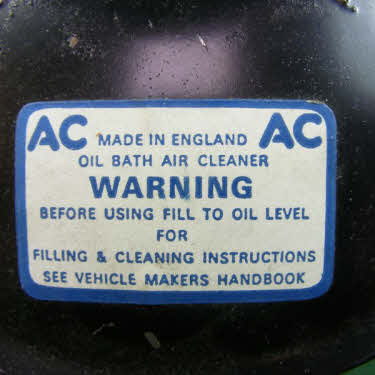 AC MADE IN ENGLAND AC
OIL BATH AIR CLEANER
WARNING
BEFORE USING FILL TO OIL LEVEL
FOR
FILLING & CLEANING INSTRUCTIONS
SEE VEHICLE MAKERS HANDBOOK